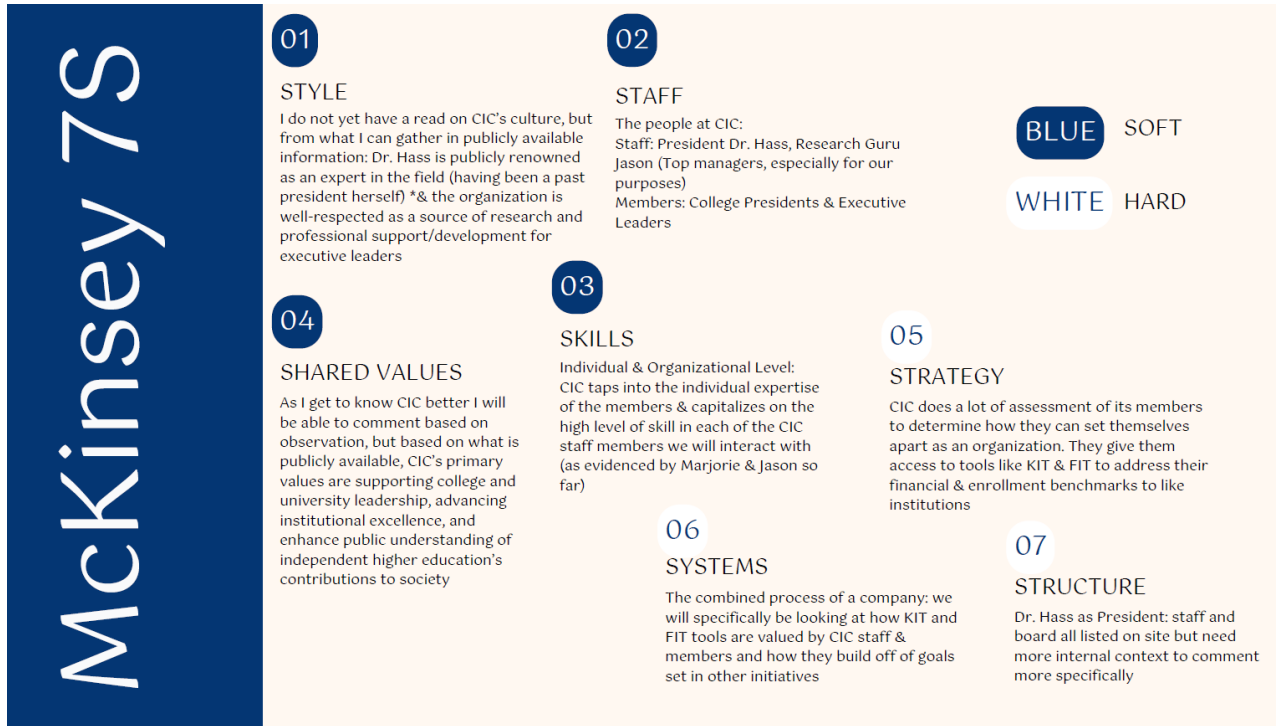 McKinsey 7S
01
STYLE
I do not yet have a read on CIC's culture, but
from what I can gather in publicly available
information: Dr. Hass is publicly renowned
as an expert in the field (having been a past
president herself) *& the organization is
well-respected as a source of research and
professional support/development for
executive leaders
02
STAFF
The people at CIC:
Staff: President Dr. Hass, Research Guru
Jason (Top managers, especially for our
purposes)
Members: College Presidents & Executive
Leaders
BLUE SOFT
WHITE HARD
03
SKILLS
Individual & Organizational Level:
CIC taps into the individual expertise
of the members & capitalizes on the
high level of skill in each of the CIC
staff members we will interact with
(as evidenced by Marjorie & Jason so
far)
04
SHARED VALUES
As I get to know CIC better I will
be able to comment based on
observation, but based on what is
publicly available, CIC's primary
values are supporting college and
university leadership, advancing
institutional excellence, and
enhance public understanding of
independent higher education's
contributions to society
05
STRATEGY
CIC does a lot of assessment of its members
to determine how they can set themselves
apart as an organization. They give them
access to tools like KIT & FIT to address their
financial & enrollment benchmarks to like
institutions
06
SYSTEMS
The combined process of a company: we
will specifically be looking at how KIT and
FIT tools are valued by CIC staff &
members and how they build off of goals
set in other initiatives
07
STRUCTURE
Dr. Hass as President: staff and
board all listed on site but need
more internal context to comment
more specifically